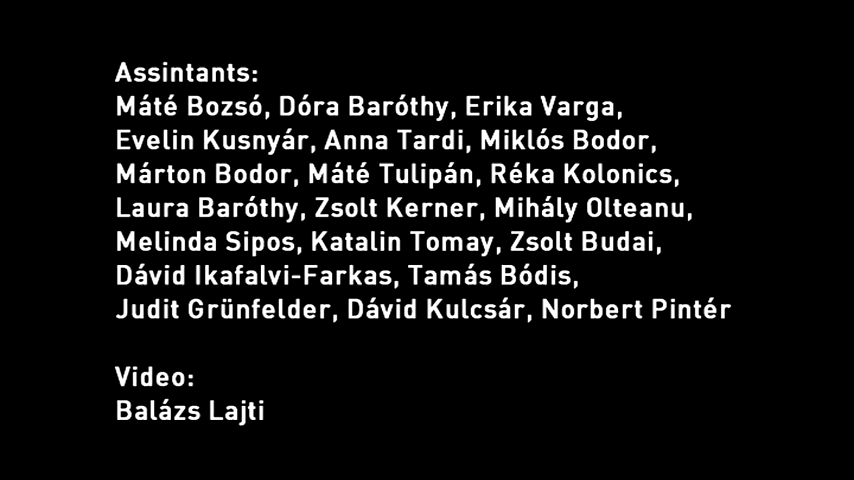 Assintants:
Máté Bozsó, Dóra Baróthy, Erika Varga,
Evelin Kusnyár, Anna Tardi, Miklós Bodor,
Márton Bodor, Máté Tulipán, Réka Kolonics,
Laura Baróthy, Zsolt Kerner, Mihály Olteanu,
Melinda Sipos, Katalin Tomay, Zsolt Budai,
Dávid Ikafalvi-Farkas, Tamás Bódis,
Judit Grünfelder, Dávid Kulcsár, Norbert Pintér
Video:
Balázs Lajti